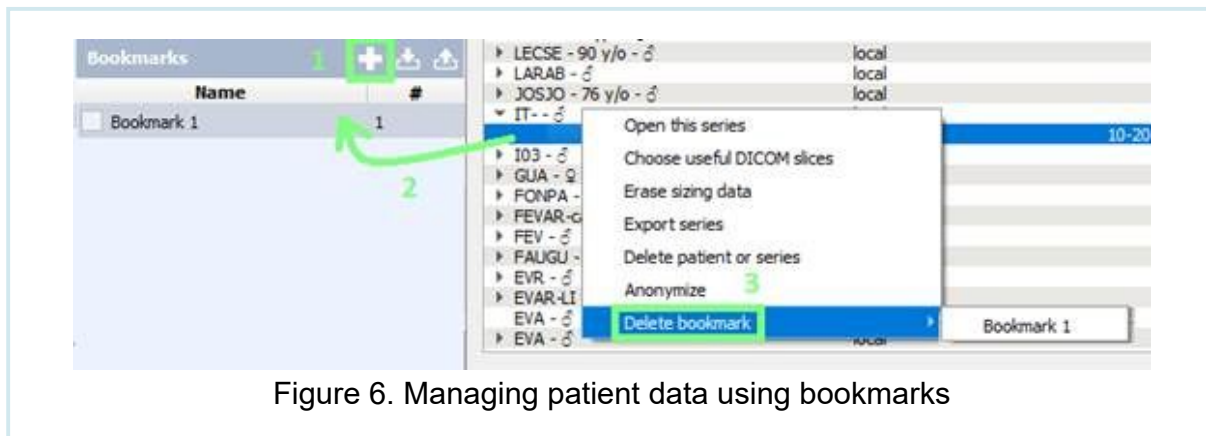 Bookmarks 1
Name #
Bookmark 1 1
2
LECSE - 90 y/o - ♂ local
LARAB - ♂ local
JOSJO - 76 y/o - ♂ local
IT-- ♂
10-20
I03 - ♂
GUA - ♀
FONPA -
FEVAR-c
FEV - ♂
FAUGU -
EVR - ♂
EVAR-LI
EVA - ♂
EVA - ♂ local
Open this series
Choose useful DICOM slices
Erase sizing data
Export series
Delete patient or series
Anonymize 3
Delete bookmark
Bookmark 1
Figure 6. Managing patient data using bookmarks